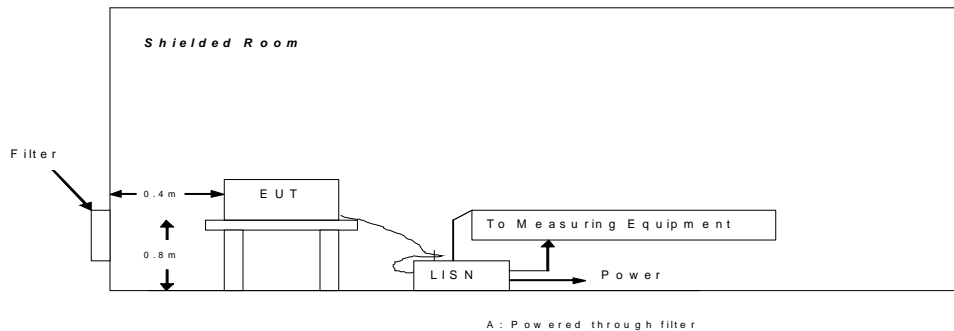 Shielded Room
Filter
0.4m
EUT
To Measuring Equipment
0.8m
LISN
Power
A: Powered through filter